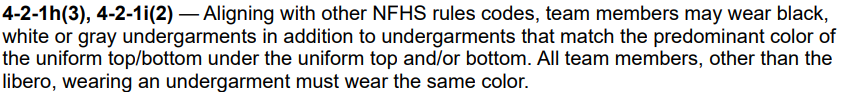 4-2-1h(3), 4-2-1i(2) — Aligning with other NFHS rules codes, team members may wear black,
white or gray undergarments in addition to undergarments that match the predominant color of
the uniform top/bottom under the uniform top and/or bottom. All team members, other than the
libero, wearing an undergarment must wear the same color.